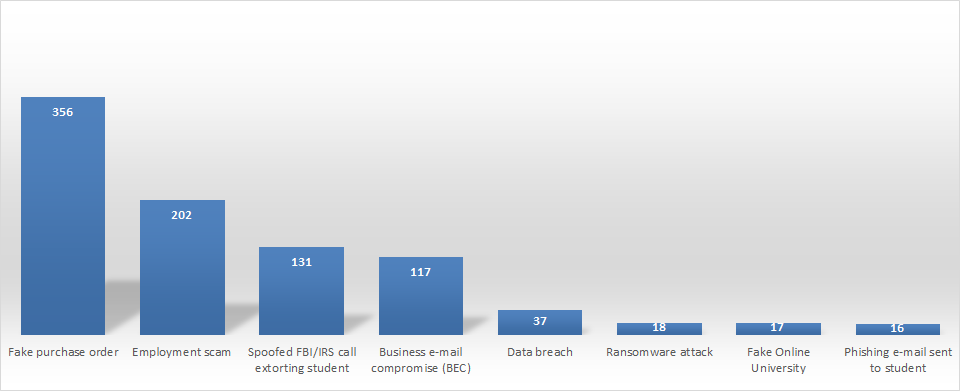 356
202
131
117
37
18
17
16
Fake purchase order
Employment scam
Spoofed FBI/IRS call
extorting student
Business e-mail
compromise (BEC)
Data breach
Ransomware attack
Fake Online
University
Phishing e-mail sent
to student